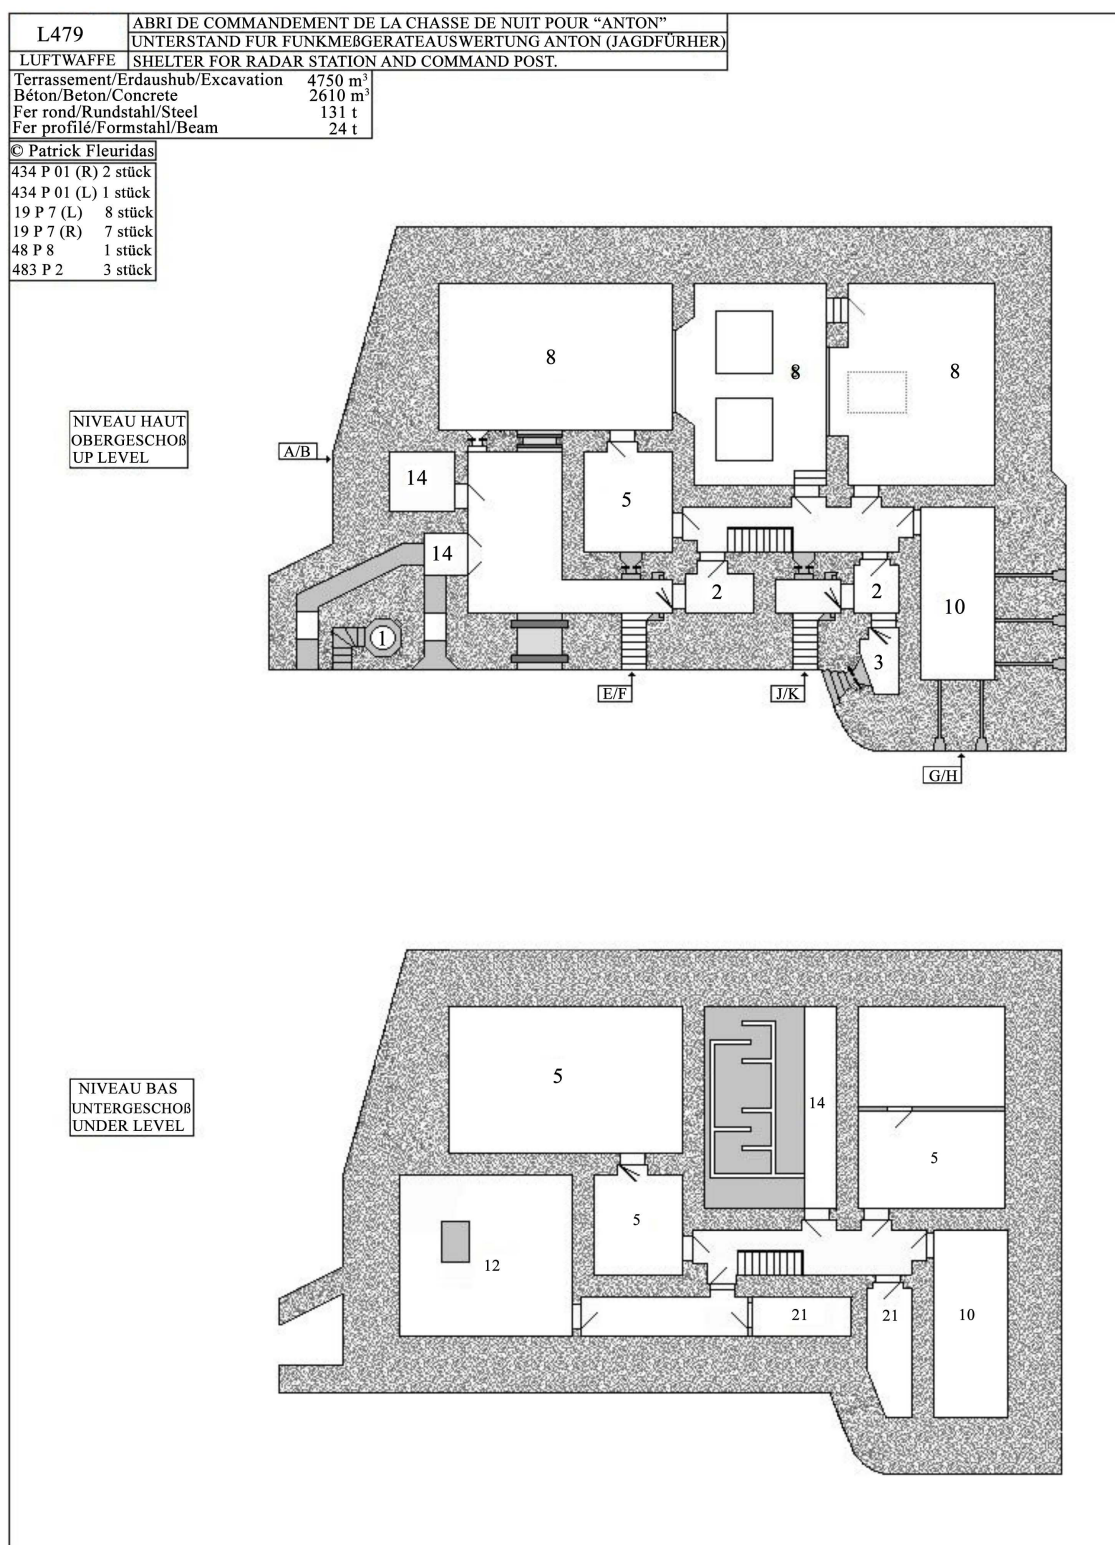 L479
ABRI DE COMMANDEMENT DE LA CHASSE DE NUIT POUR “ANTON”
UNTERSTAND FUR FUNKMEßGERATEAUSWERTUNG ANTON (JAGDFÜRHER)
LUFTWAFFE
SHELTER FOR RADAR STATION AND COMMAND POST.
Terrassement/Erdaushub/Excavation 4750 m³
Béton/Beton/Concrete 2610 m³
Fer rond/Rundstahl/Steel 131 t
Fer profilé/Formstahl/Beam 24 t
© Patrick Fleuridas
434 P 01 (R) 2 stück
434 P 01 (L) 1 stück
19 P 7 (L) 8 stück
19 P 7 (R) 7 stück
48 P 8 1 stück
483 P 2 3 stück
NIVEAU HAUT
OBERGESCHOß
UP LEVEL
A/B
8
8
8
14
5
14
2
2
10
1
3
E/F
J/K
G/H
NIVEAU BAS
UNTERGESCHOß
UNDER LEVEL
5
14
5
5
12
21
21
10